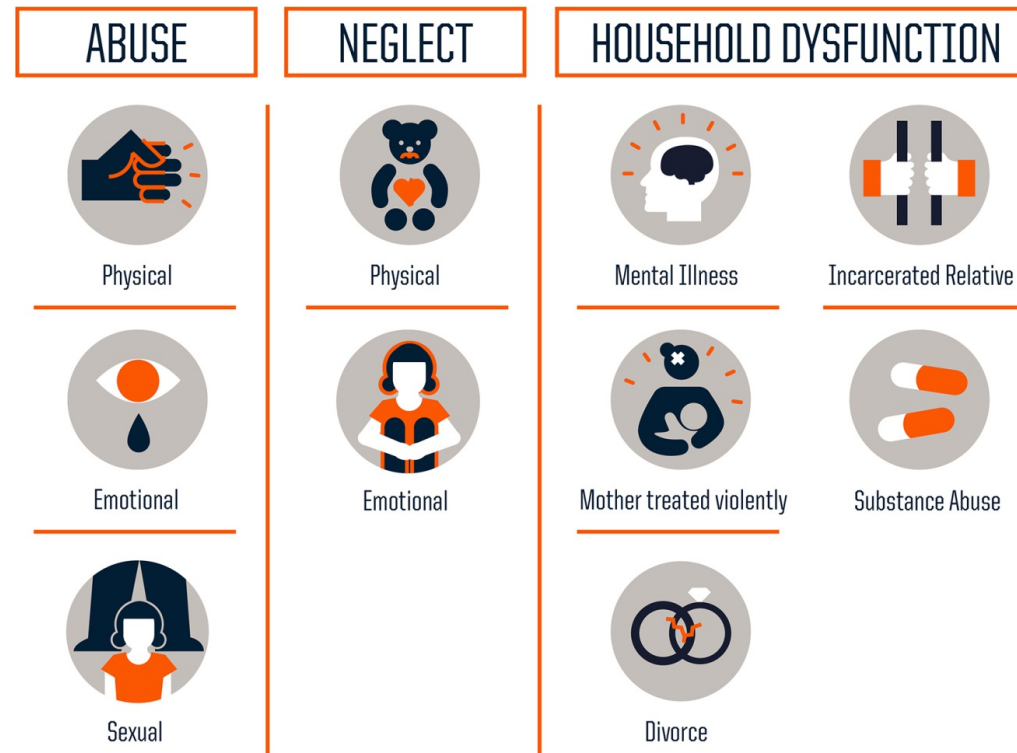 ABUSE
NEGLECT
HOUSEHOLD DYSFUNCTION
Physical
Physical
Mental Illness
Incarcerated Relative
Emotional
Emotional
Mother treated violently
Substance Abuse
Sexual
Divorce